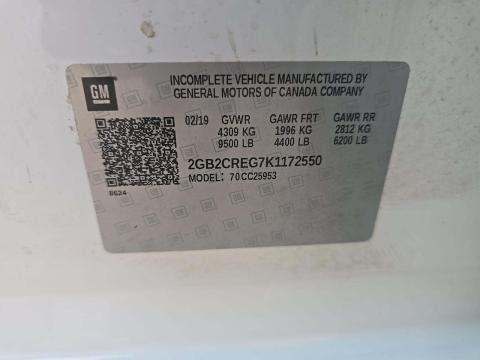 GM
INCOMPLETE VEHICLE MANUFACTURED BY
GENERAL MOTORS OF CANADA COMPANY
02/19 GVWR GAWR FRT GAWR RR
4309 KG 1996 KG 2812 KG
9500 LB 4400 LB 6200 LB
2GB2CREG7K1172550
MODEL: 70CC25953